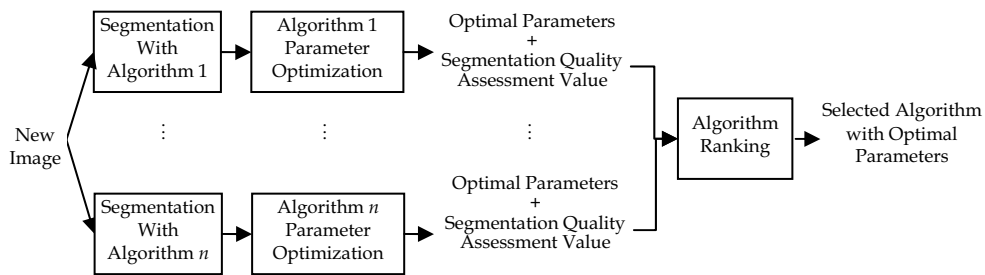 New
Image
Segmentation
With
Algorithm 1
Algorithm 1
Parameter
Optimization
Optimal Parameters
+
Segmentation Quality
Assessment Value
⋮
⋮
⋮
Segmentation
With
Algorithm n
Algorithm n
Parameter
Optimization
Optimal Parameters
+
Segmentation Quality
Assessment Value
Algorithm
Ranking
Selected Algorithm
with Optimal
Parameters